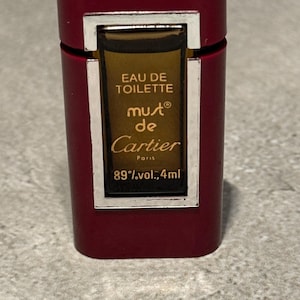 EAU DE
TOILETTE
must®
de
Cartier
Paris
89°/.vol., 4ml